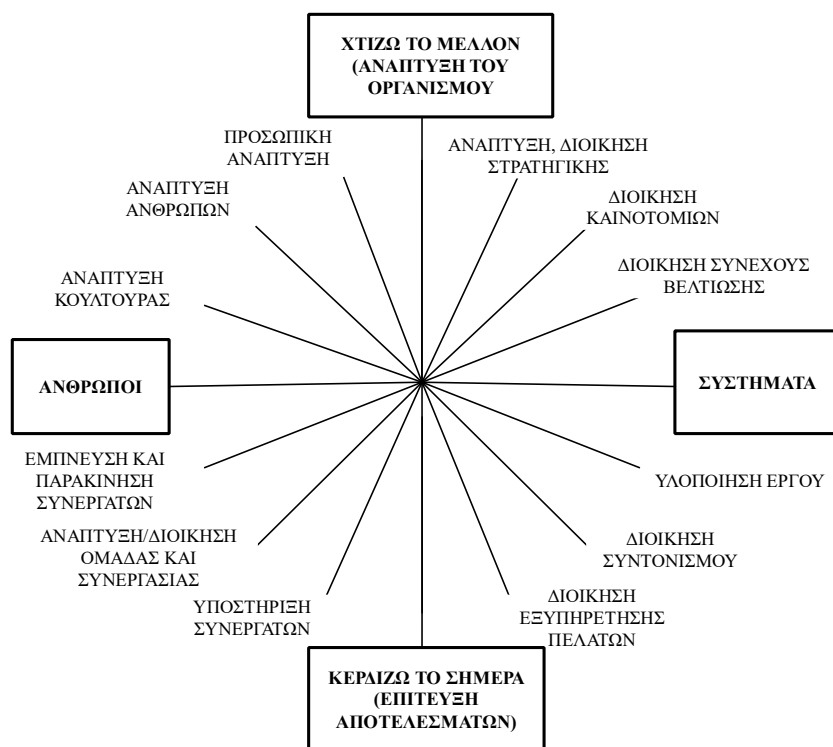 ΧΤΙΖΩ ΤΟ ΜΕΛΛΟΝ
(ΑΝΑΠΤΥΞΗ ΤΟΥ
ΟΡΓΑΝΙΣΜΟΥ
ΠΡΟΣΩΠΙΚΗ
ΑΝΑΠΤΥΞΗ
ΑΝΑΠΤΥΞΗ, ΔΙΟΙΚΗΣΗ
ΣΤΡΑΤΗΓΙΚΗΣ
ΑΝΑΠΤΥΞΗ
ΑΝΘΡΩΠΩΝ
ΔΙΟΙΚΗΣΗ
ΚΑΙΝΟΤΟΜΙΩΝ
ΑΝΑΠΤΥΞΗ
ΚΟΥΛΤΟΥΡΑΣ
ΔΙΟΙΚΗΣΗ ΣΥΝΕΧΟΥΣ
ΒΕΛΤΙΩΣΗΣ
ΑΝΘΡΩΠΟΙ
ΣΥΣΤΗΜΑΤΑ
ΕΜΠΝΕΥΣΗ ΚΑΙ
ΠΑΡΑΚΙΝΗΣΗ
ΣΥΝΕΡΓΑΤΩΝ
ΥΛΟΠΟΙΗΣΗ ΕΡΓΟΥ
ΑΝΑΠΤΥΞΗ/ΔΙΟΙΚΗΣΗ
ΟΜΑΔΑΣ ΚΑΙ
ΣΥΝΕΡΓΑΣΙΑΣ
ΔΙΟΙΚΗΣΗ
ΣΥΝΤΟΝΙΣΜΟΥ
ΥΠΟΣΤΗΡΙΞΗ
ΣΥΝΕΡΓΑΤΩΝ
ΔΙΟΙΚΗΣΗ
ΕΞΥΠΗΡΕΤΗΣΗΣ
ΠΕΛΑΤΩΝ
ΚΕΡΔΙΖΩ ΤΟ ΣΗΜΕΡΑ
(ΕΠΙΤΕΥΞΗ
ΑΠΟΤΕΛΕΣΜΑΤΩΝ)